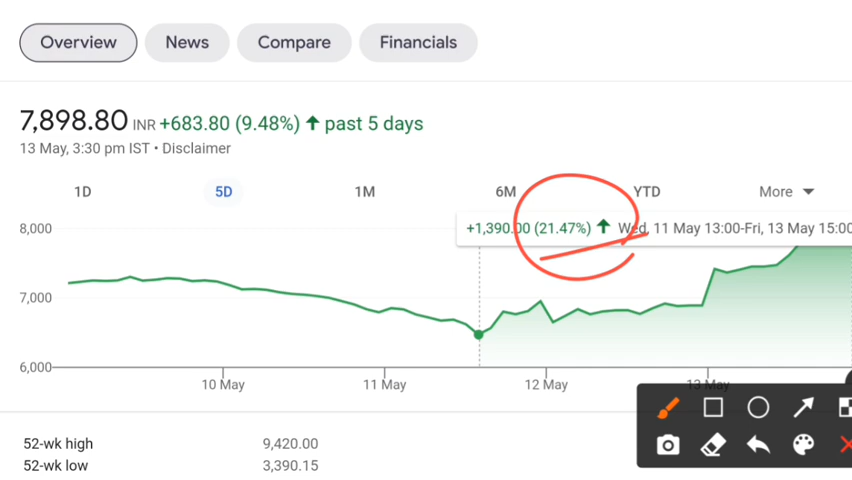 Overview News Compare Financials
7,898.80 INR +683.80 (9.48%) ↑ past 5 days
13 May, 3:30 pm IST • Disclaimer
1D 5D 1M 6M YTD More
+1,390.00 (21.47%) ↑ Wed, 11 May 13:00-Fri, 13 May 15:00
8,000
7,000
6,000
10 May 11 May 12 May 13 May
52-wk high 9,420.00
52-wk low 3,390.15